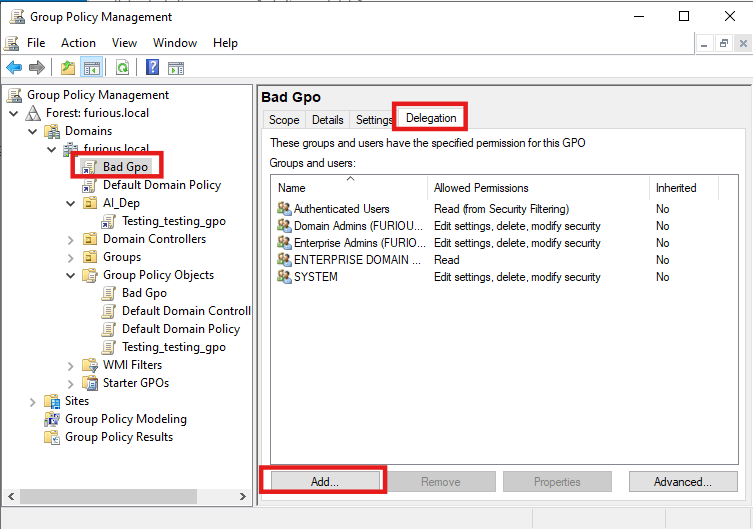 Group Policy Management
File Action View Window Help
Group Policy Management
Forest: furious.local
Domains
furious.local
Bad Gpo
Default Domain Policy
AI_Dep
Testing_testing_gpo
Domain Controllers
Groups
Group Policy Objects
Bad Gpo
Default Domain Controll
Default Domain Policy
Testing_testing_gpo
WMI Filters
Starter GPOs
Sites
Group Policy Modeling
Group Policy Results
Bad Gpo
Scope Details Settings Delegation
These groups and users have the specified permission for this GPO
Groups and users:
Name Allowed Permissions Inherited
Authenticated Users Read (from Security Filtering) No
Domain Admins (FURIOU... Edit settings, delete, modify security No
Enterprise Admins (FURIO... Edit settings, delete, modify security No
ENTERPRISE DOMAIN ... Read No
SYSTEM Edit settings, delete, modify security No
Add... Remove Properties Advanced...